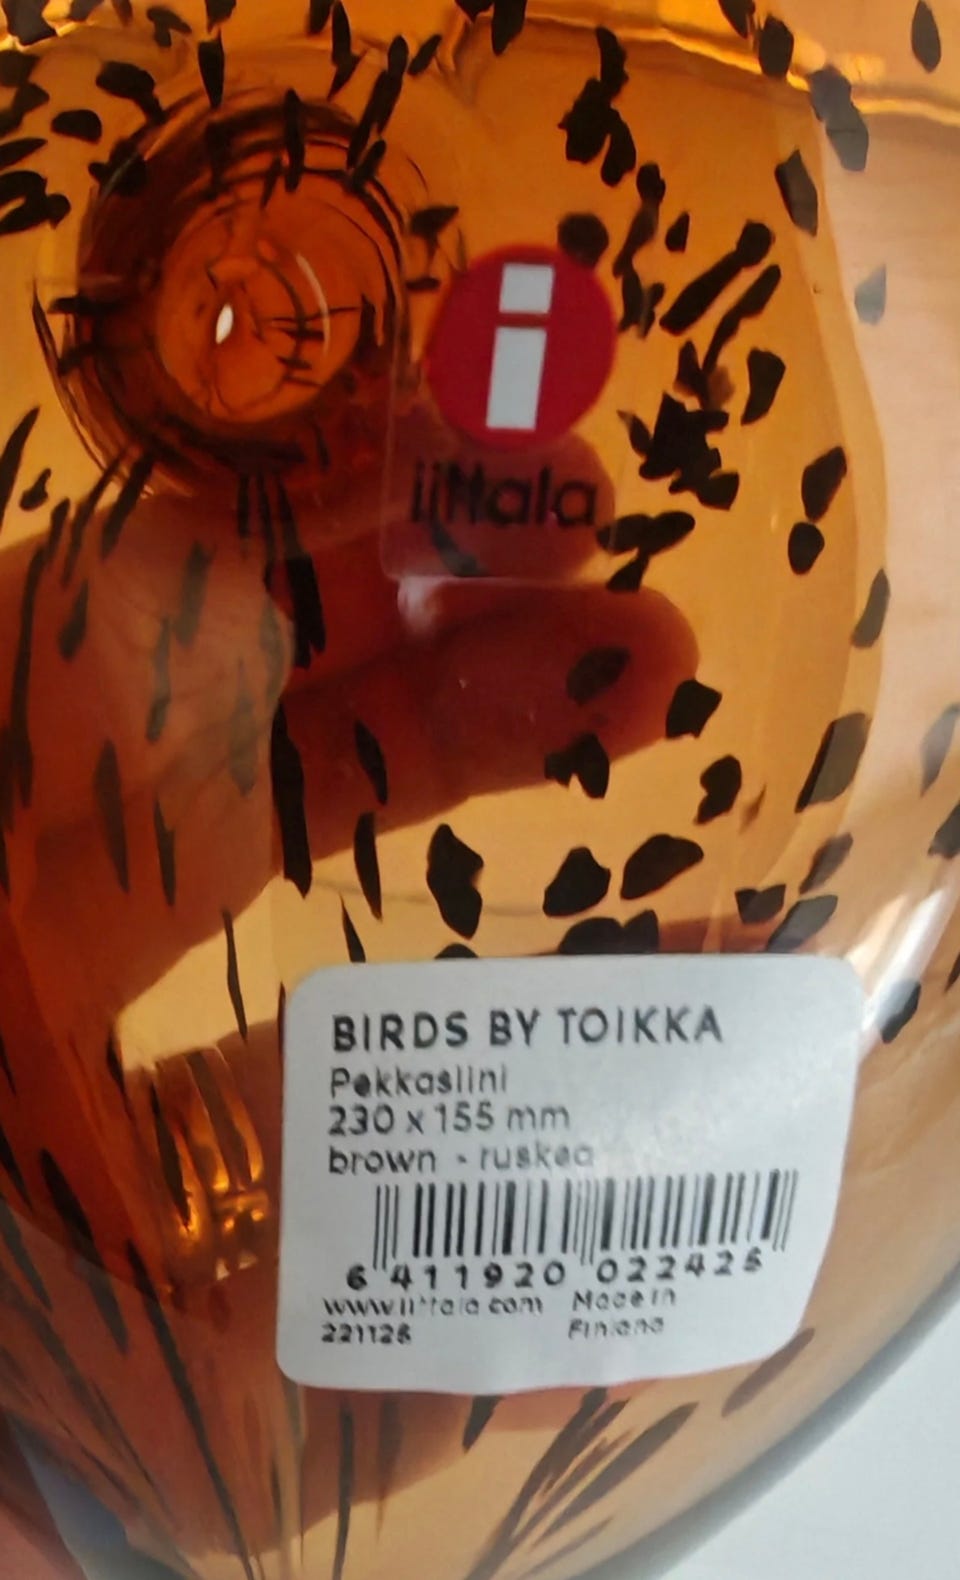 i
iittala
BIRDS BY TOIKKA
Pekkasiini
230 x 155 mm
brown - ruskea
6 411920 022425
www.iittala.com Made in
221126 Finland